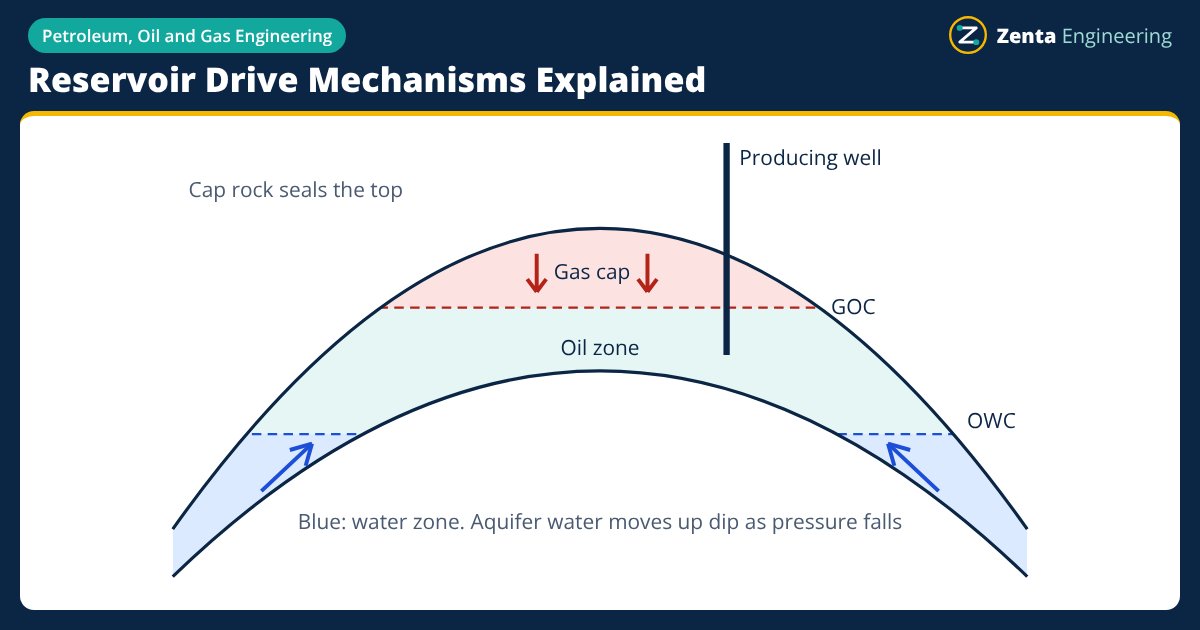 Petroleum, Oil and Gas Engineering
Zenta Engineering
Reservoir Drive Mechanisms Explained
Producing well
Cap rock seals the top
Gas cap
GOC
Oil zone
OWC
Blue: water zone. Aquifer water moves up dip as pressure falls